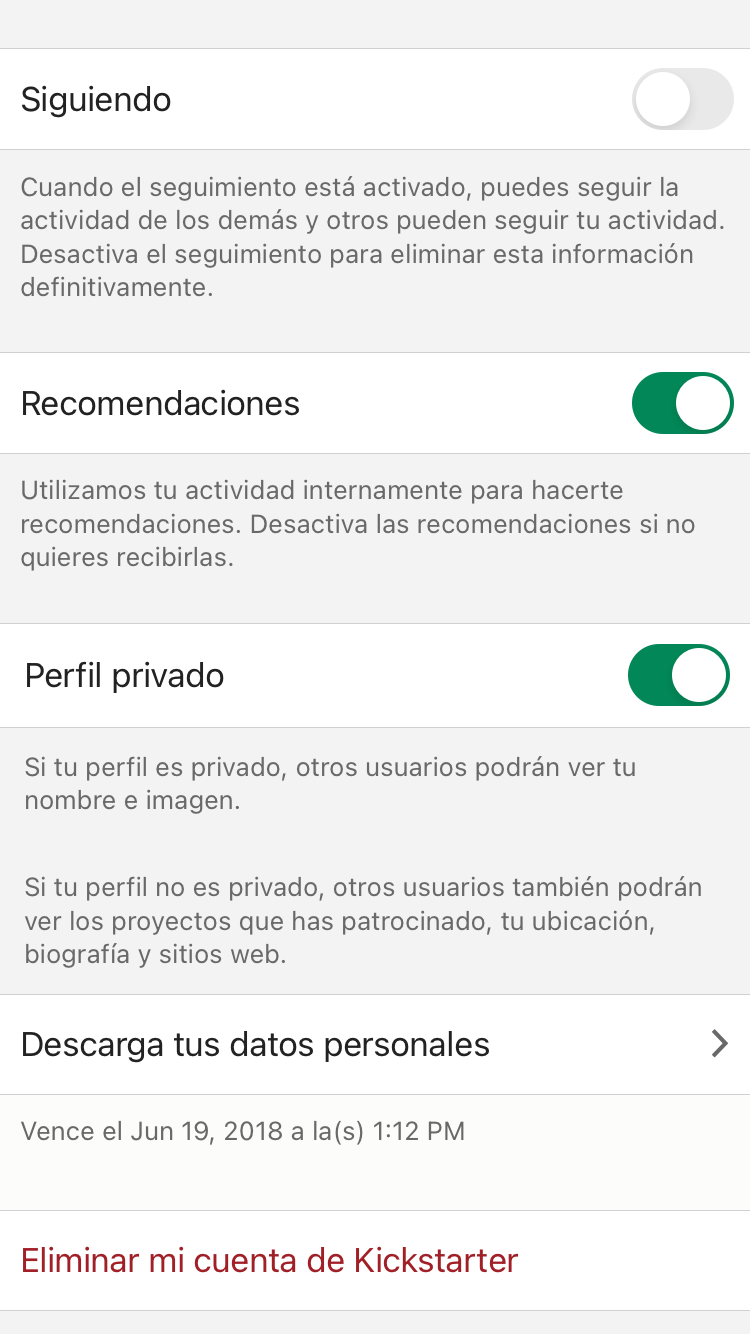 Siguiendo
Cuando el seguimiento está activado, puedes seguir la
actividad de los demás y otros pueden seguir tu actividad.
Desactiva el seguimiento para eliminar esta información
definitivamente.
Recomendaciones
Utilizamos tu actividad internamente para hacerte
recomendaciones. Desactiva las recomendaciones si no
quieres recibirlas.
Perfil privado
Si tu perfil es privado, otros usuarios podrán ver tu
nombre e imagen.
Si tu perfil no es privado, otros usuarios también podrán
ver los proyectos que has patrocinado, tu ubicación,
biografía y sitios web.
Descarga tus datos personales
Vence el Jun 19, 2018 a la(s) 1:12 PM
Eliminar mi cuenta de Kickstarter